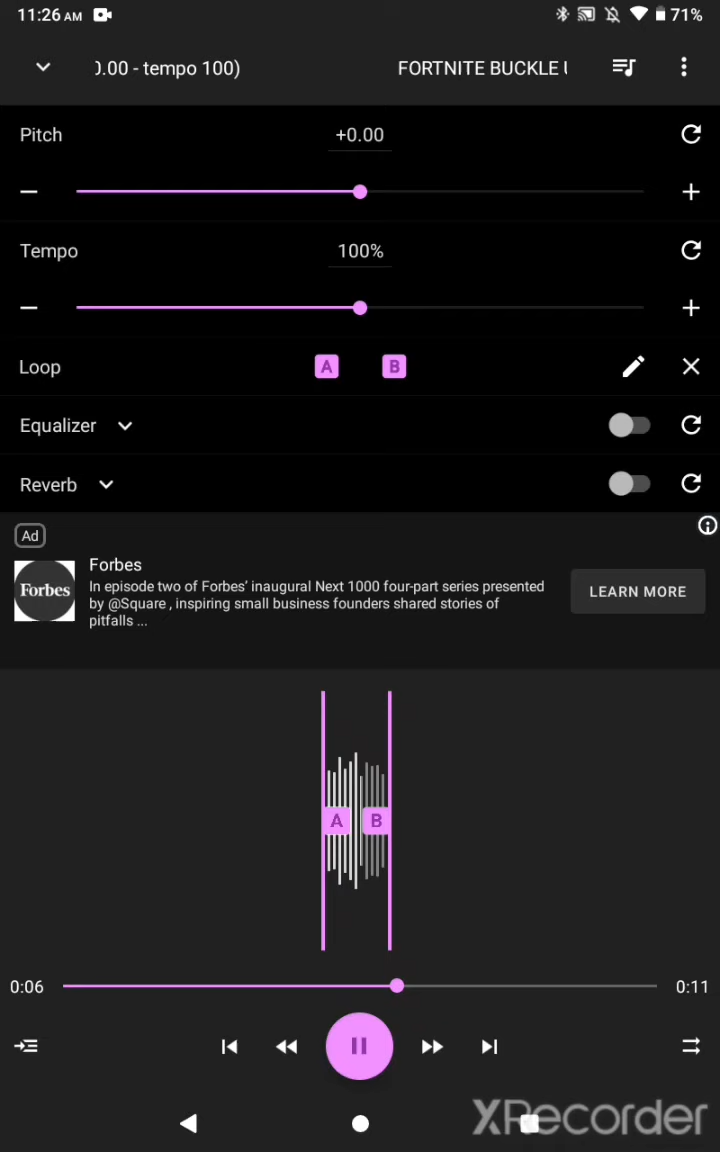 11:26 AM 71%
).00 - tempo 100) FORTNITE BUCKLE U
Pitch +0.00
Tempo 100%
Loop A B
Equalizer
Reverb
Ad
Forbes
Forbes
In episode two of Forbes’ inaugural Next 1000 four-part series presented
by @Square , inspiring small business founders shared stories of
pitfalls ...
LEARN MORE
A B
0:06 0:11
XRecorder